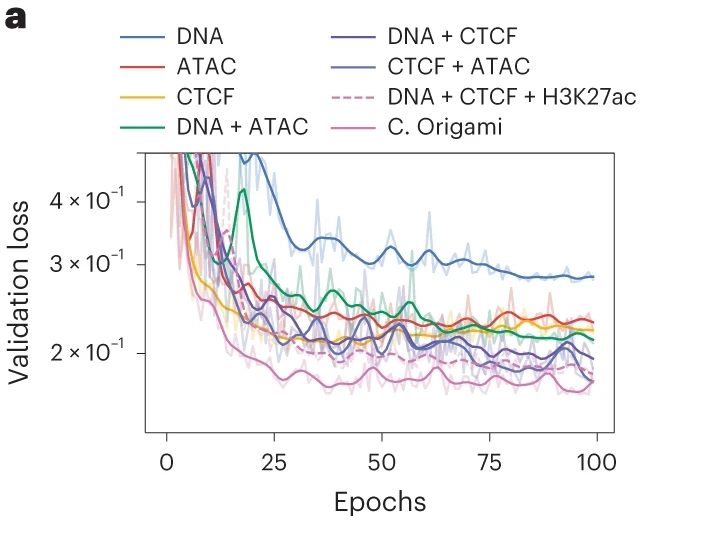 a
DNA
ATAC
CTCF
DNA + ATAC
DNA + CTCF
CTCF + ATAC
DNA + CTCF + H3K27ac
C. Origami
Validation loss
4 × 10⁻¹
3 × 10⁻¹
2 × 10⁻¹
0 25 50 75 100
Epochs